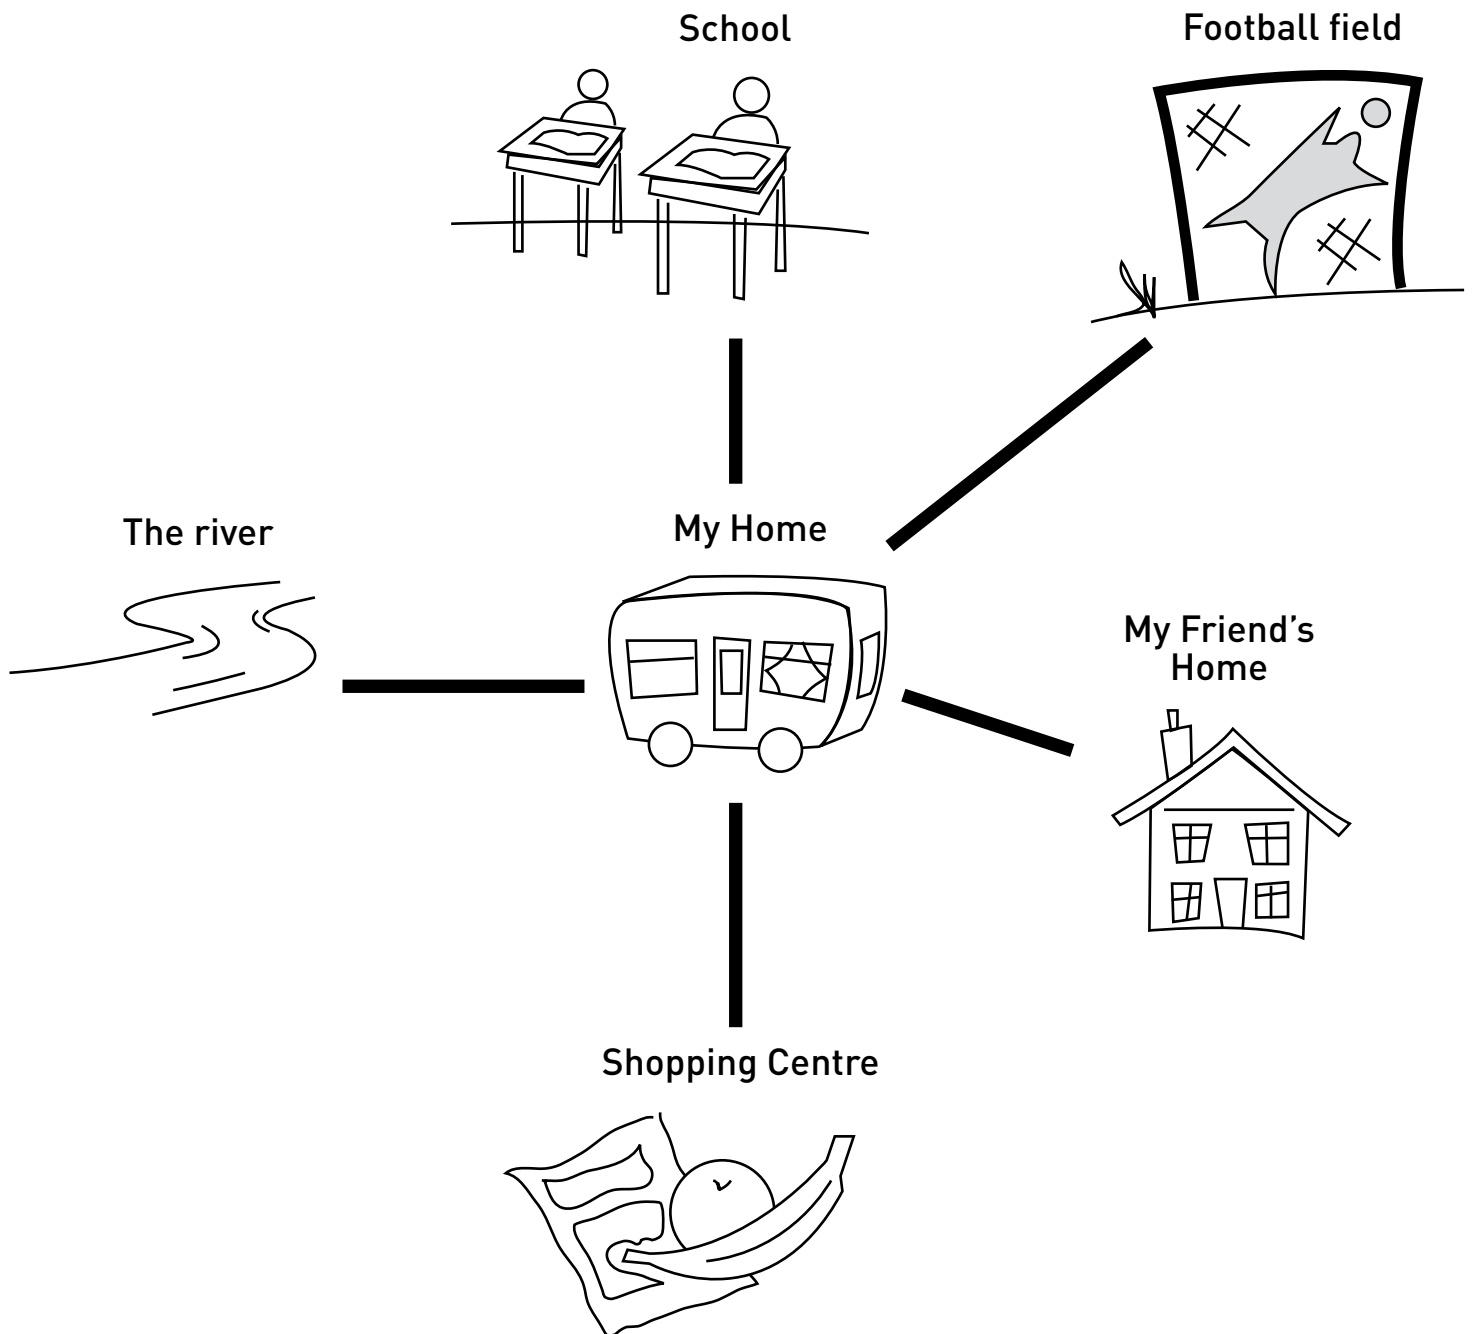 School
Football field
The river
My Home
My Friend's
Home
Shopping Centre